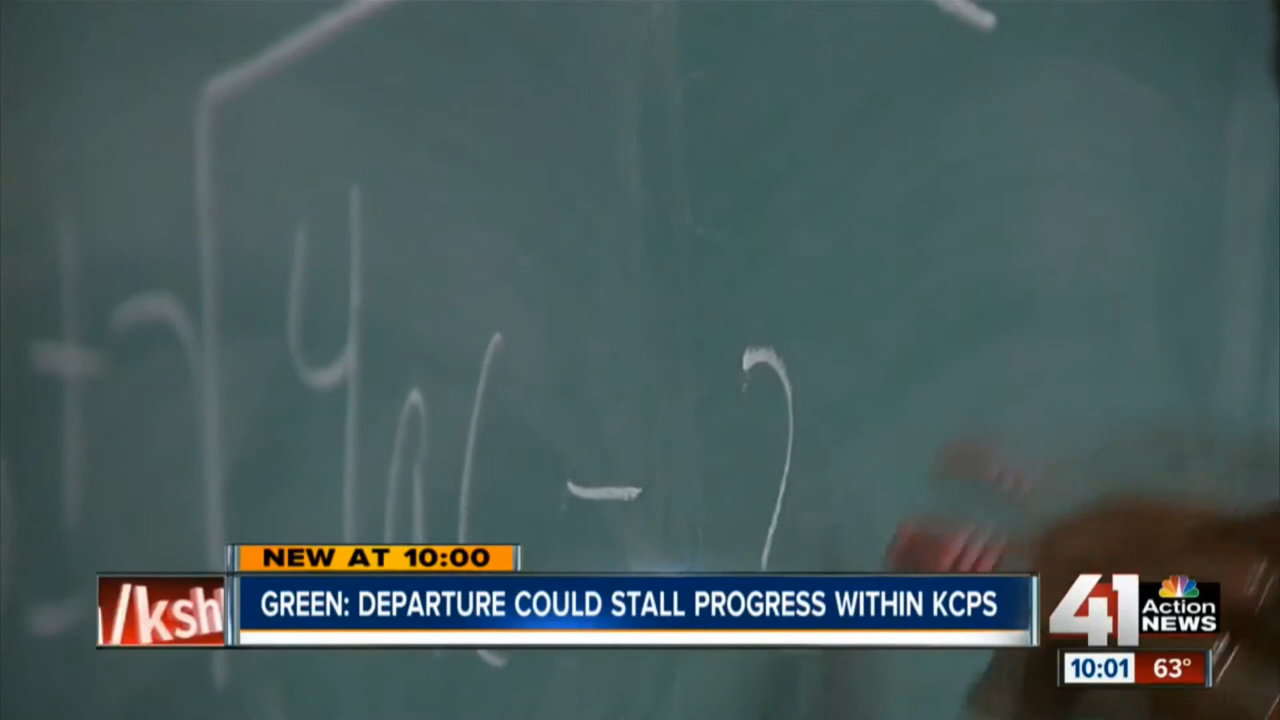 NEW AT 10:00
/ksh
GREEN: DEPARTURE COULD STALL PROGRESS WITHIN KCPS
41
Action
NEWS
10:01 63°